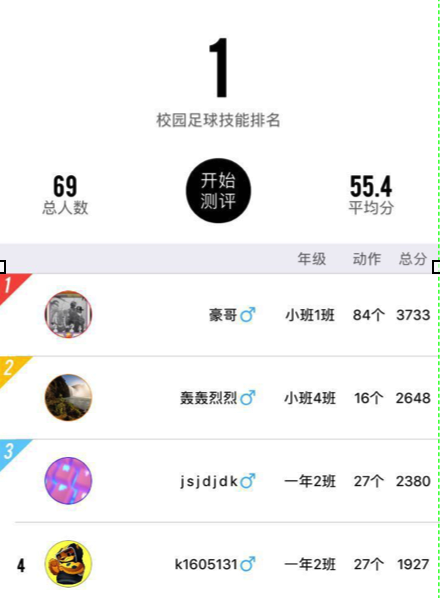 1
校园足球技能排名
69
总人数
开始
测评
55.4
平均分
年级 动作 总分
1 豪哥♂ 小班1班 84个 3733
2 轰轰烈烈♂ 小班4班 16个 2648
3 jsjdjdk♂ 一年2班 27个 2380
4 k1605131♂ 一年2班 27个 1927